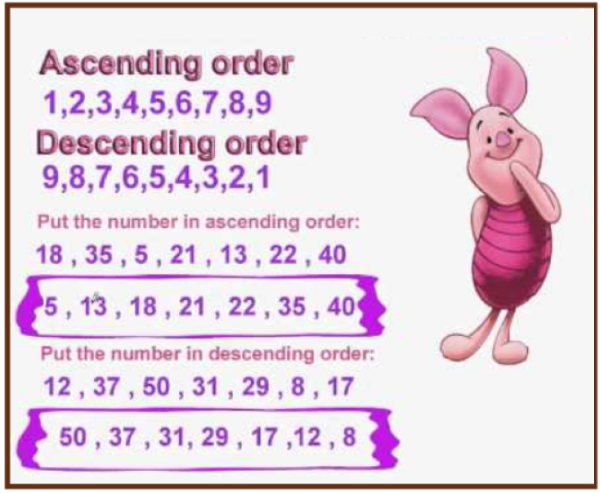 Ascending order
1,2,3,4,5,6,7,8,9
Descending order
9,8,7,6,5,4,3,2,1
Put the number in ascending order:
18 , 35 , 5 , 21 , 13 , 22 , 40
5 , 13 , 18 , 21 , 22 , 35 , 40
Put the number in descending order:
12 , 37 , 50 , 31 , 29 , 8 , 17
50 , 37 , 31, 29 , 17 ,12 , 8